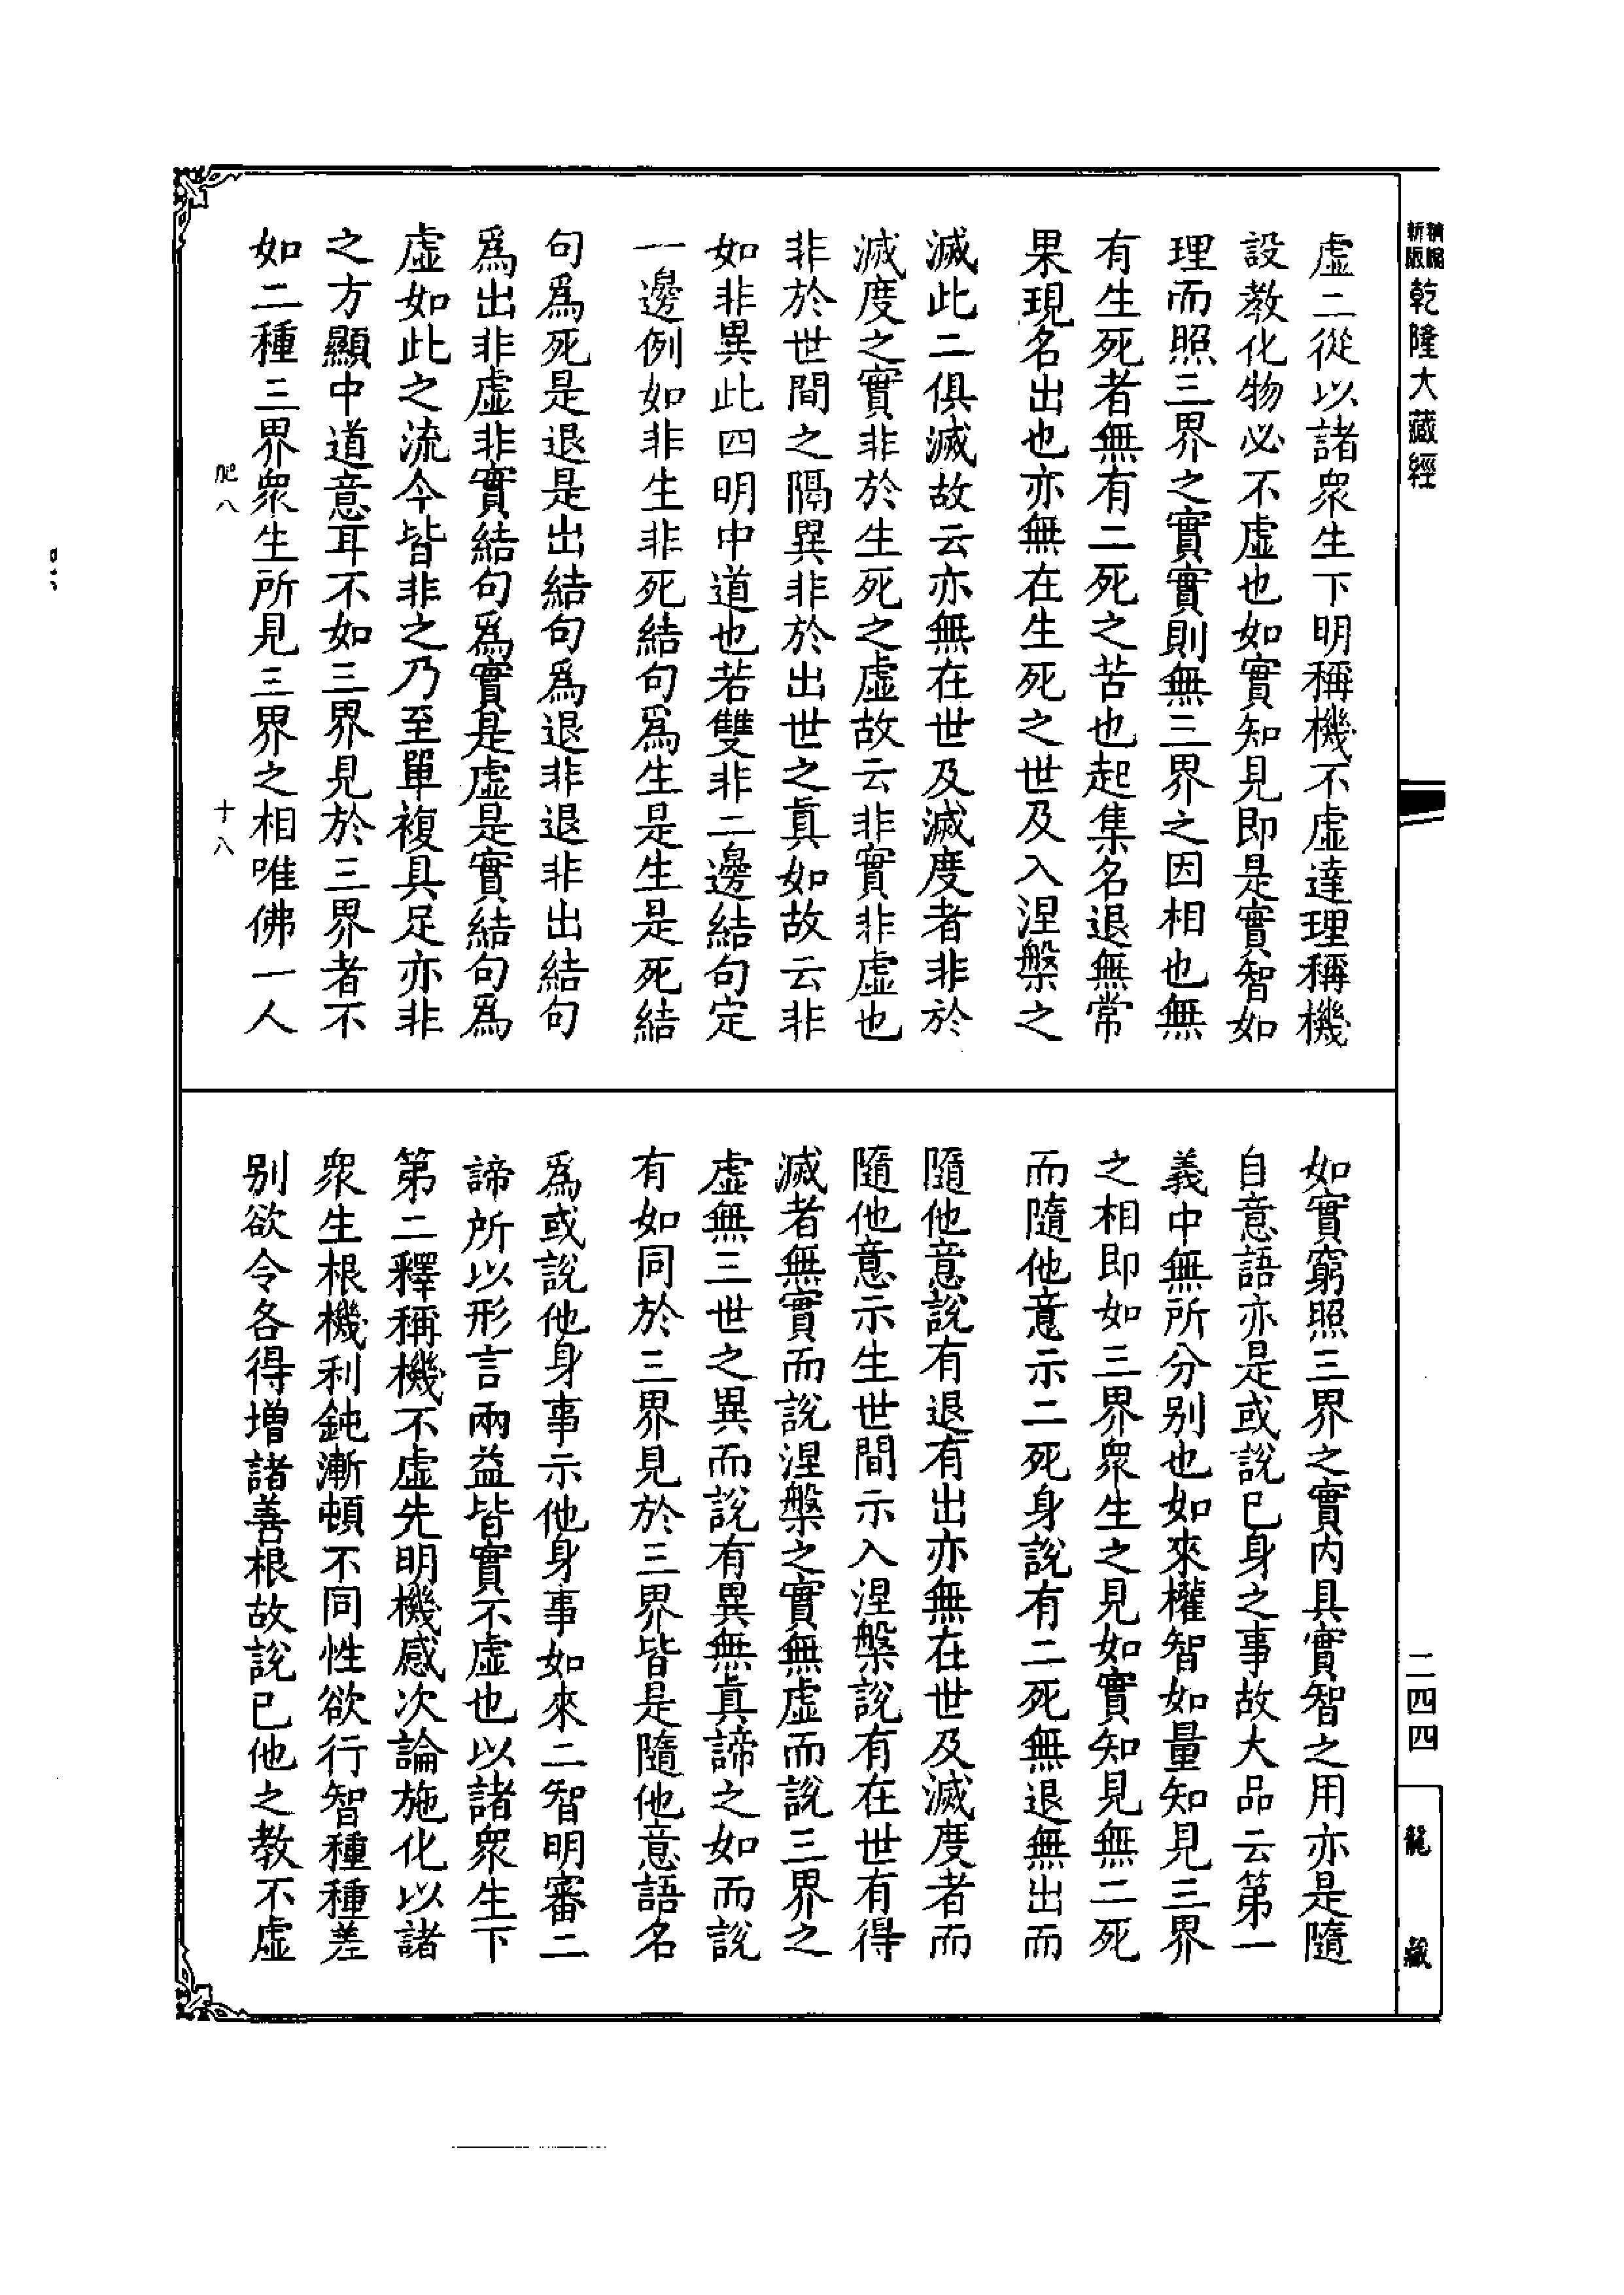 乾隆大藏經
虛二從以諸衆生下明稱機不虛達理稱機
設教化物必不虛也如實知見即是實智如
理而照三界之實實則無三界之因相也無
有生死者無有二死之苦也起集名退無常
果現名出也亦無在生死之世及入涅槃之
滅此二俱滅故云亦無在世及滅度者非於
滅度之實非於生死之虛故云非實非虛也
非於世間之隔異非於出世之真如故云非
如非異此四明中道也若雙非二邊結句定
一邊例如非生非死結句爲生是生是死結
句爲死是退是出結句爲退非退非出結句
爲出非虛非實結句爲實是虛是實結句爲
虛如此之流今皆非之乃至單複具足亦非
之方顯中道意耳不如三界見於三界者不
如二種三界衆生所見三界之相唯佛一人
八
十八
如實窮照三界之實内具實智之用亦是隨
自意語亦是或說已身之事故大品云第一
義中無所分别也如來權智如量知見三界
之相即如三界衆生之見如實知見無二死
而隨他意示二死身說有二死無退無出而
隨他意說有退有出亦無在世及滅度者而
隨他意示生世間示入涅槃說有在世有得
滅者無實而說涅槃之實無虛而說三界之
虛無三世之異而說有異無真諦之如而說
有如同於三界見於三界皆是隨他意語名
爲或說他身事示他身事如來二智明審二
諦所以形言兩益皆實不虛也以諸衆生下
第二釋稱機不虛先明機感次論施化以諸
衆生根機利鈍漸頓不同性欲行智種種差
别欲令各得增諸善根故說已他之教不虛
二四四
龍藏